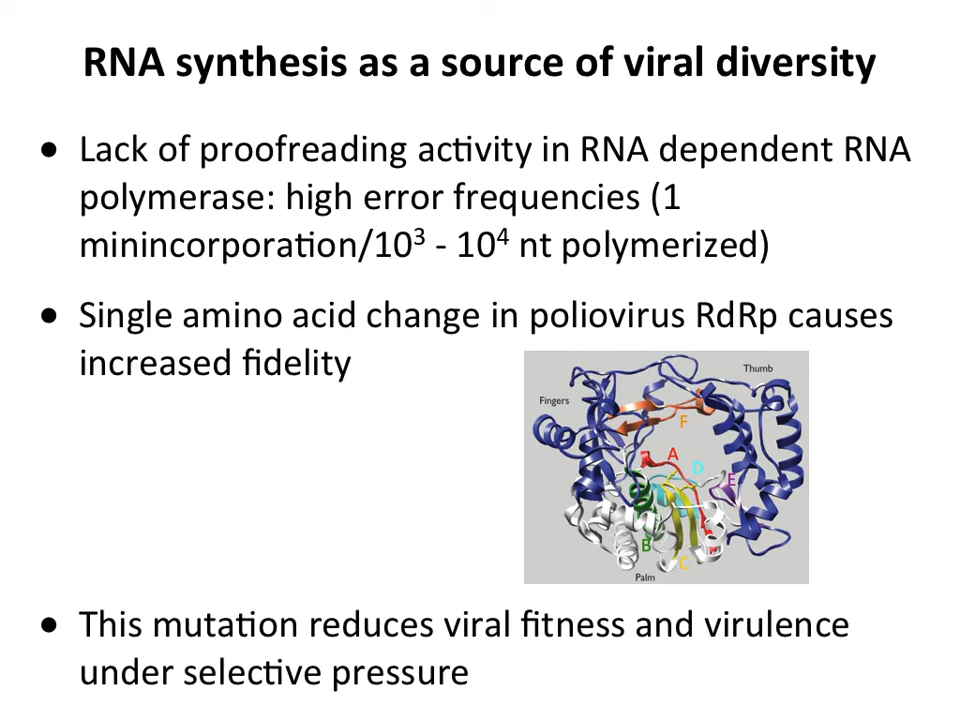 RNA synthesis as a source of viral diversity
• Lack of proofreading activity in RNA dependent RNA
polymerase: high error frequencies (1
minincorporation/10³ - 10⁴ nt polymerized)
• Single amino acid change in poliovirus RdRp causes
increased fidelity
Thumb
Fingers
F
A
D
E
B
C
Palm
• This mutation reduces viral fitness and virulence
under selective pressure